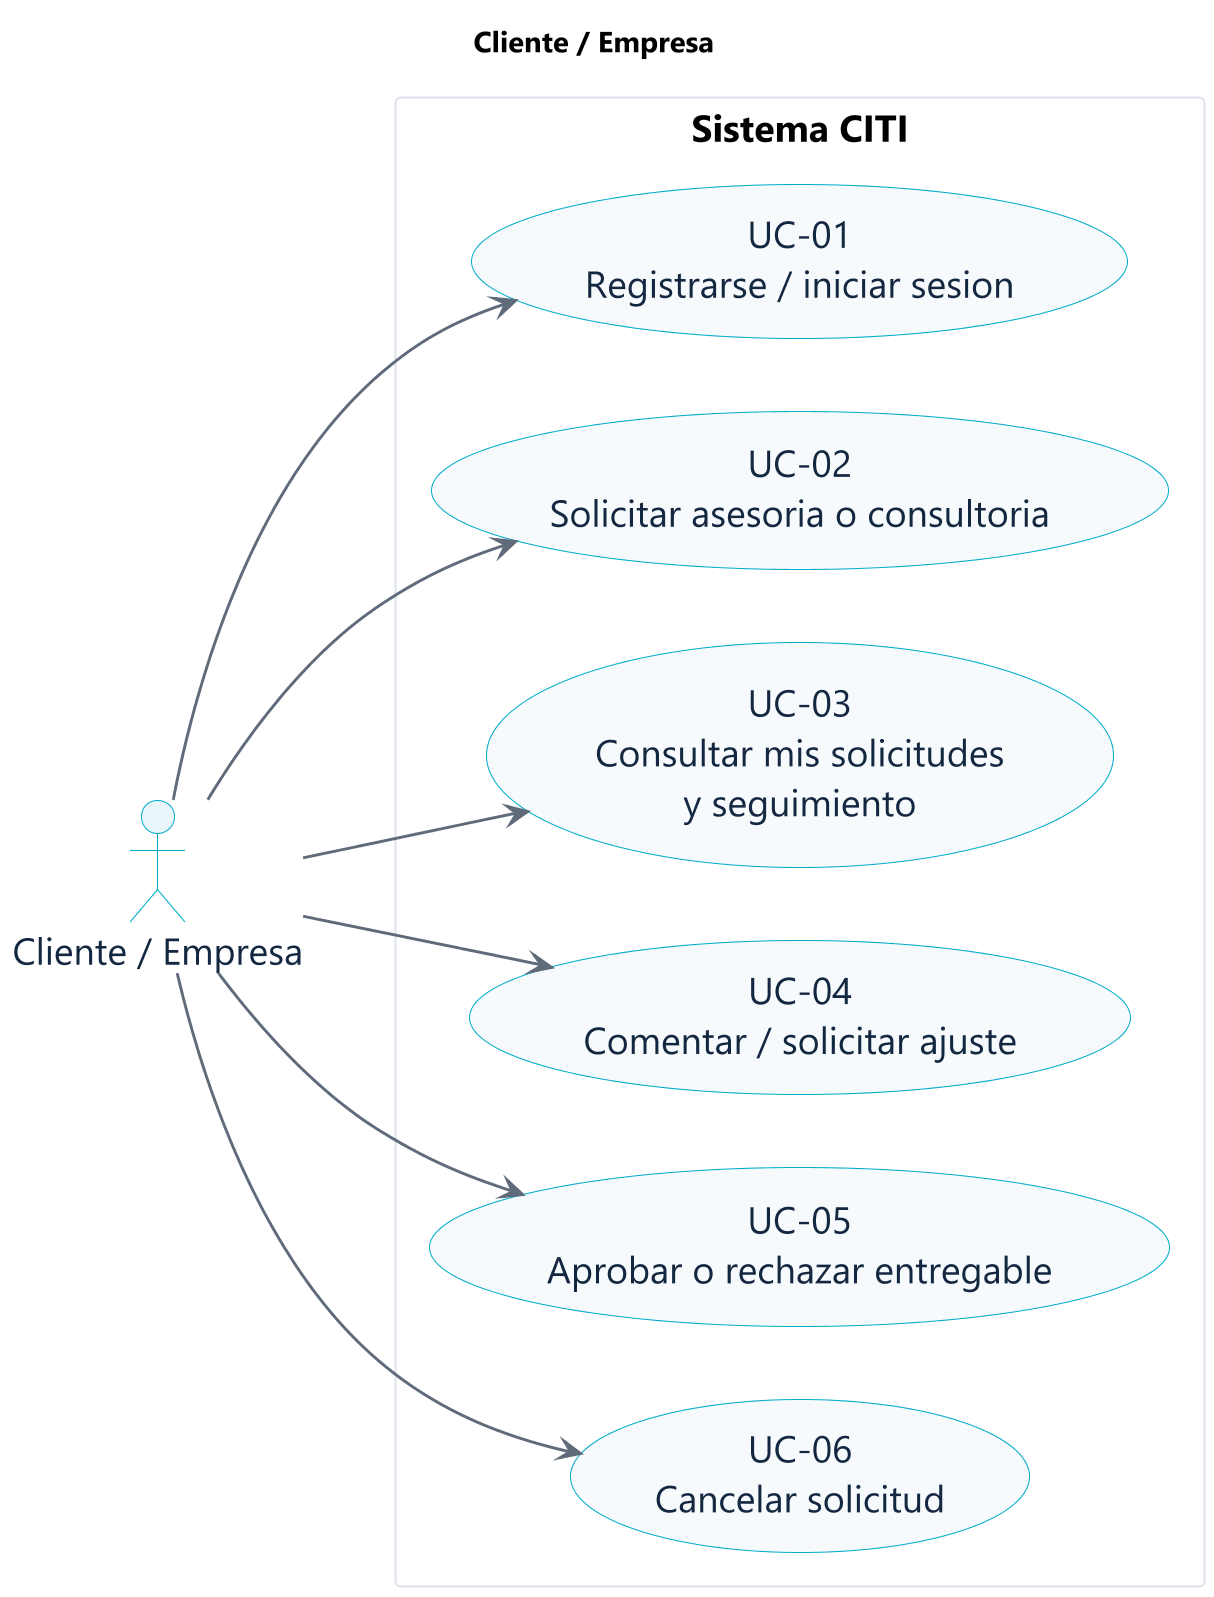 Cliente / Empresa
Sistema CITI
UC-01
Registrarse / iniciar sesion
UC-02
Solicitar asesoria o consultoria
UC-03
Consultar mis solicitudes
y seguimiento
Cliente / Empresa
UC-04
Comentar / solicitar ajuste
UC-05
Aprobar o rechazar entregable
UC-06
Cancelar solicitud